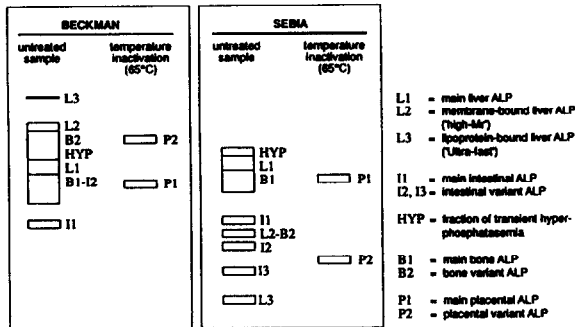 BECKMAN
untreated sample
temperature inactivation (65°C)
L3
L2
B2
HYP
L1
B1-I2
I1
P2
P1
SEBIA
untreated sample
temperature inactivation (65°C)
HYP
L1
B1
I1
L2-B2
I2
I3
L3
P1
P2
L1 = main liver ALP
L2 = membrane-bound liver ALP
('high-Mr')
L3 = lipoprotein-bound liver ALP
('Ultra-fast')
I1 = main intestinal ALP
I2, I3 = intestinal variant ALP
HYP = fraction of transient hyper-
phosphatasemia
B1 = main bone ALP
B2 = bone variant ALP
P1 = main placental ALP
P2 = placental variant ALP